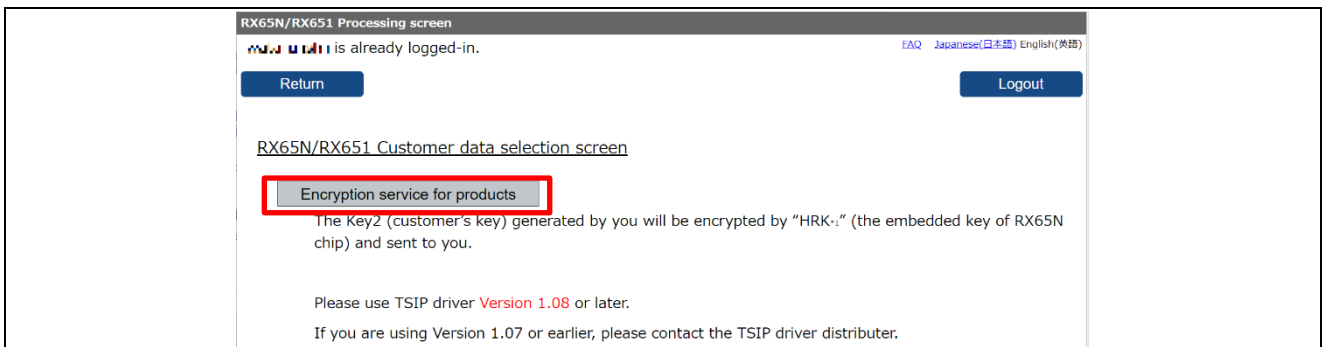 RX65N/RX651 Processing screen
is already logged-in.
FAQ Japanese(日本語) English(英語)
Return
Logout
RX65N/RX651 Customer data selection screen
Encryption service for products
The Key2 (customer's key) generated by you will be encrypted by “HRK*1” (the embedded key of RX65N
chip) and sent to you.
Please use TSIP driver Version 1.08 or later.
If you are using Version 1.07 or earlier, please contact the TSIP driver distributer.